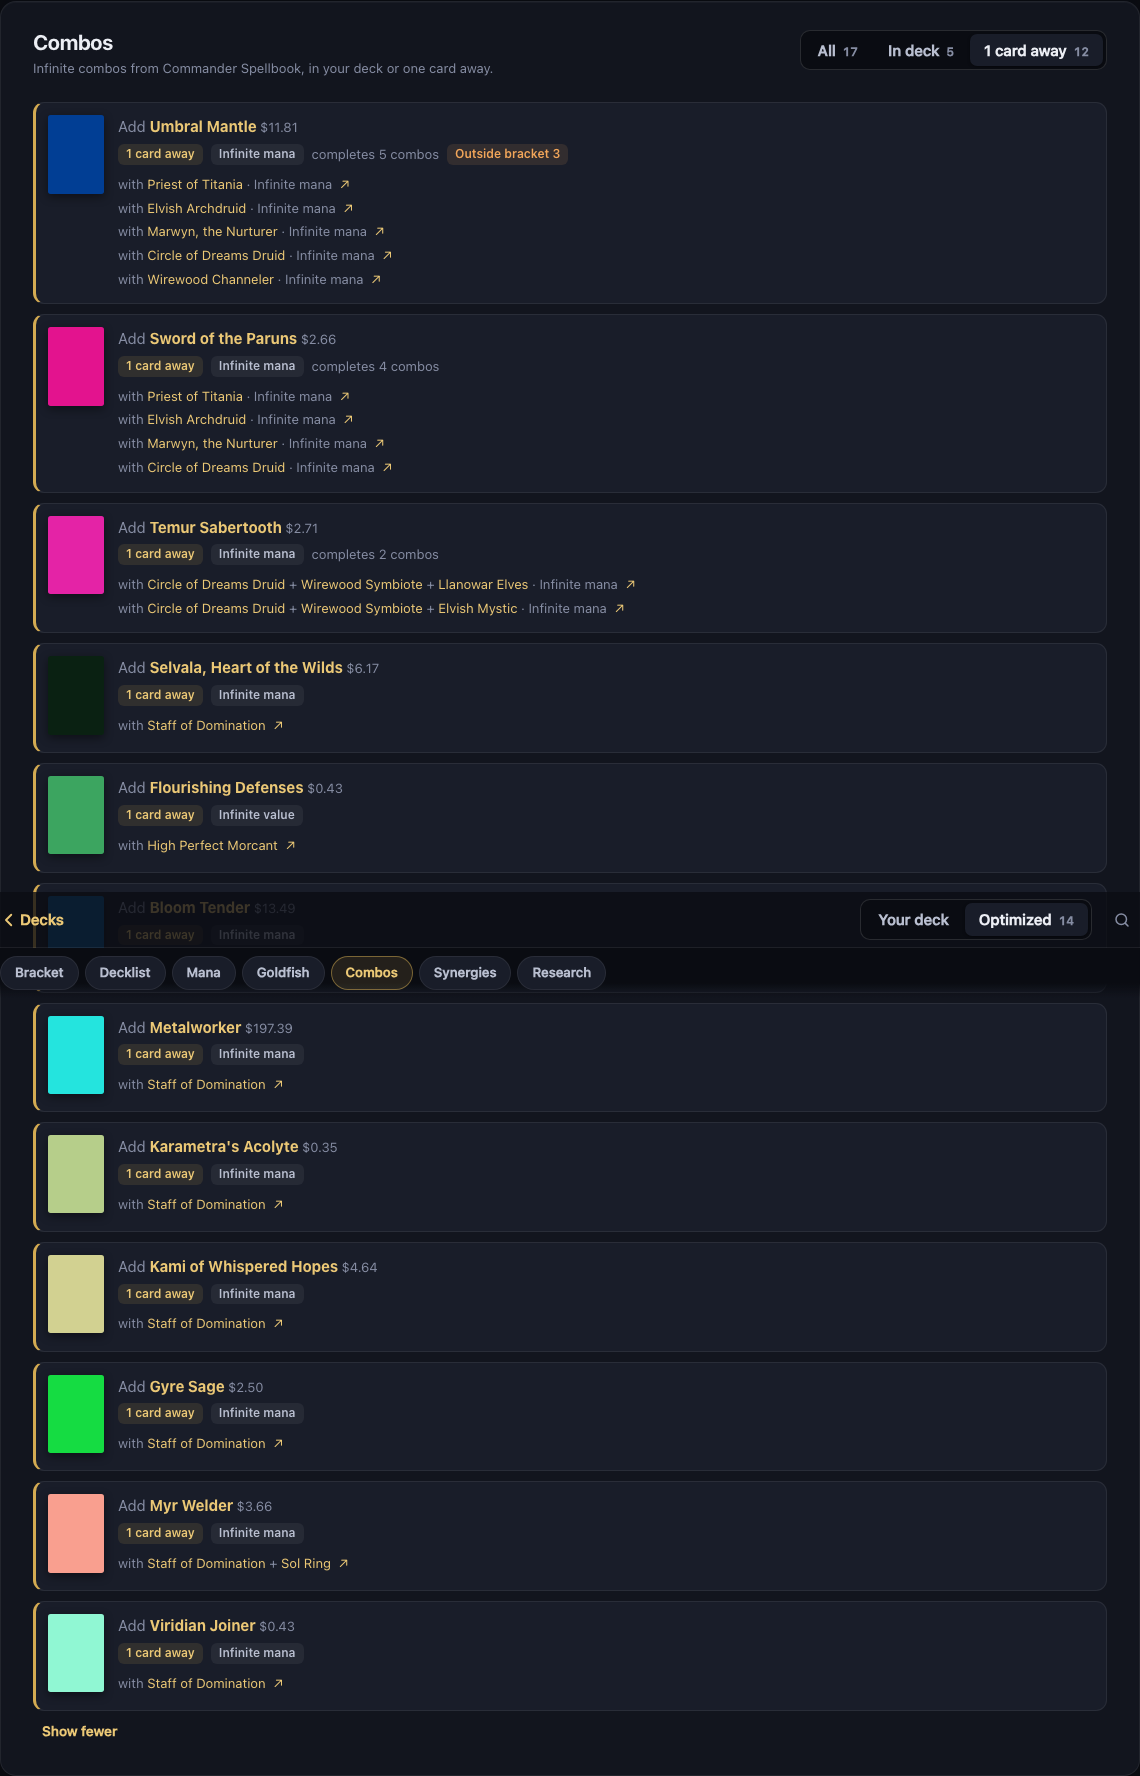 Combos
Infinite combos from Commander Spellbook, in your deck or one card away.
All 17 In deck 5 1 card away 12
Add Umbral Mantle $11.81
1 card away Infinite mana completes 5 combos Outside bracket 3
with Priest of Titania · Infinite mana ↗
with Elvish Archdruid · Infinite mana ↗
with Marwyn, the Nurturer · Infinite mana ↗
with Circle of Dreams Druid · Infinite mana ↗
with Wirewood Channeler · Infinite mana ↗
Add Sword of the Paruns $2.66
1 card away Infinite mana completes 4 combos
with Priest of Titania · Infinite mana ↗
with Elvish Archdruid · Infinite mana ↗
with Marwyn, the Nurturer · Infinite mana ↗
with Circle of Dreams Druid · Infinite mana ↗
Add Temur Sabertooth $2.71
1 card away Infinite mana completes 2 combos
with Circle of Dreams Druid + Wirewood Symbiote + Llanowar Elves · Infinite mana ↗
with Circle of Dreams Druid + Wirewood Symbiote + Elvish Mystic · Infinite mana ↗
Add Selvala, Heart of the Wilds $6.17
1 card away Infinite mana
with Staff of Domination ↗
Add Flourishing Defenses $0.43
1 card away Infinite value
with High Perfect Morcant ↗
Add Bloom Tender $13.49
1 card away Infinite mana
Decks
Your deck Optimized 14
Bracket Decklist Mana Goldfish Combos Synergies Research
Add Metalworker $197.39
1 card away Infinite mana
with Staff of Domination ↗
Add Karametra's Acolyte $0.35
1 card away Infinite mana
with Staff of Domination ↗
Add Kami of Whispered Hopes $4.64
1 card away Infinite mana
with Staff of Domination ↗
Add Gyre Sage $2.50
1 card away Infinite mana
with Staff of Domination ↗
Add Myr Welder $3.66
1 card away Infinite mana
with Staff of Domination + Sol Ring ↗
Add Viridian Joiner $0.43
1 card away Infinite mana
with Staff of Domination ↗
Show fewer